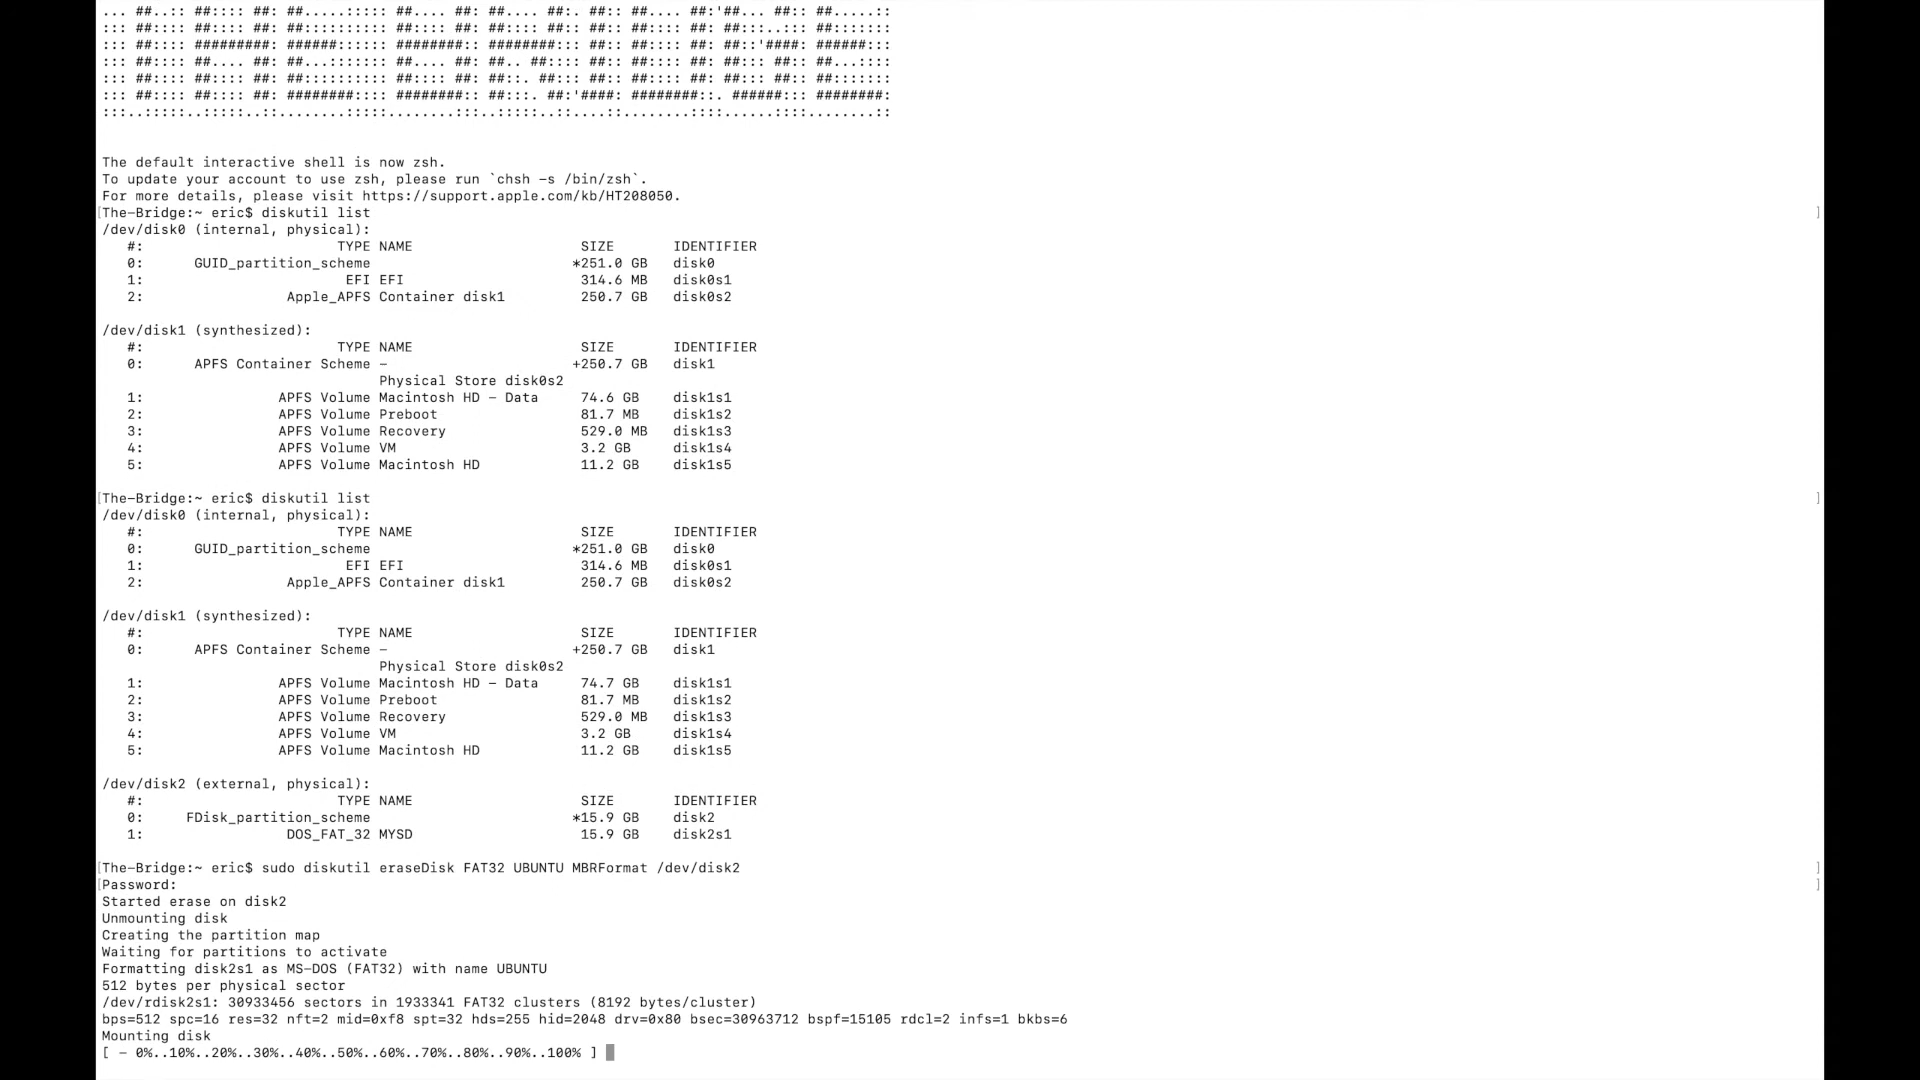 ... ##..:: ##:::: ##: ##.....::::: ##.... ##: ##.... ##:. ##:: ##.... ##:'##... ##:: ##.....::
::: ##:::: ##:::: ##: ##:::::::::: ##:::: ##: ##:::: ##:: ##:: ##:::: ##: ##:::..::: ##:::::::
::: ##:::: #########: ######:::::: ########:: ########::: ##:: ##:::: ##: ##::'####: ######:::
::: ##:::: ##.... ##: ##...::::::: ##.... ##: ##.. ##:::: ##:: ##:::: ##: ##::: ##:: ##...::::
::: ##:::: ##:::: ##: ##:::::::::: ##:::: ##: ##::. ##::: ##:: ##:::: ##: ##::: ##:: ##:::::::
::: ##:::: ##:::: ##: ########:::: ########:: ##:::. ##:'####: ########::. ######::: ########:
:::..:::::..:::::..::........:::::........:::..:::::..::....::........::::......::::........::
The default interactive shell is now zsh.
To update your account to use zsh, please run `chsh -s /bin/zsh`.
For more details, please visit https://support.apple.com/kb/HT208050.
[The-Bridge:~ eric$ diskutil list ]
/dev/disk0 (internal, physical):
#: TYPE NAME SIZE IDENTIFIER
0: GUID_partition_scheme *251.0 GB disk0
1: EFI EFI 314.6 MB disk0s1
2: Apple_APFS Container disk1 250.7 GB disk0s2
/dev/disk1 (synthesized):
#: TYPE NAME SIZE IDENTIFIER
0: APFS Container Scheme - +250.7 GB disk1
Physical Store disk0s2
1: APFS Volume Macintosh HD - Data 74.6 GB disk1s1
2: APFS Volume Preboot 81.7 MB disk1s2
3: APFS Volume Recovery 529.0 MB disk1s3
4: APFS Volume VM 3.2 GB disk1s4
5: APFS Volume Macintosh HD 11.2 GB disk1s5
[The-Bridge:~ eric$ diskutil list ]
/dev/disk0 (internal, physical):
#: TYPE NAME SIZE IDENTIFIER
0: GUID_partition_scheme *251.0 GB disk0
1: EFI EFI 314.6 MB disk0s1
2: Apple_APFS Container disk1 250.7 GB disk0s2
/dev/disk1 (synthesized):
#: TYPE NAME SIZE IDENTIFIER
0: APFS Container Scheme - +250.7 GB disk1
Physical Store disk0s2
1: APFS Volume Macintosh HD - Data 74.7 GB disk1s1
2: APFS Volume Preboot 81.7 MB disk1s2
3: APFS Volume Recovery 529.0 MB disk1s3
4: APFS Volume VM 3.2 GB disk1s4
5: APFS Volume Macintosh HD 11.2 GB disk1s5
/dev/disk2 (external, physical):
#: TYPE NAME SIZE IDENTIFIER
0: FDisk_partition_scheme *15.9 GB disk2
1: DOS_FAT_32 MYSD 15.9 GB disk2s1
[The-Bridge:~ eric$ sudo diskutil eraseDisk FAT32 UBUNTU MBRFormat /dev/disk2 ]
[Password: ]
Started erase on disk2
Unmounting disk
Creating the partition map
Waiting for partitions to activate
Formatting disk2s1 as MS-DOS (FAT32) with name UBUNTU
512 bytes per physical sector
/dev/rdisk2s1: 30933456 sectors in 1933341 FAT32 clusters (8192 bytes/cluster)
bps=512 spc=16 res=32 nft=2 mid=0xf8 spt=32 hds=255 hid=2048 drv=0x80 bsec=30963712 bspf=15105 rdcl=2 infs=1 bkbs=6
Mounting disk
[ - 0%..10%..20%..30%..40%..50%..60%..70%..80%..90%..100% ]